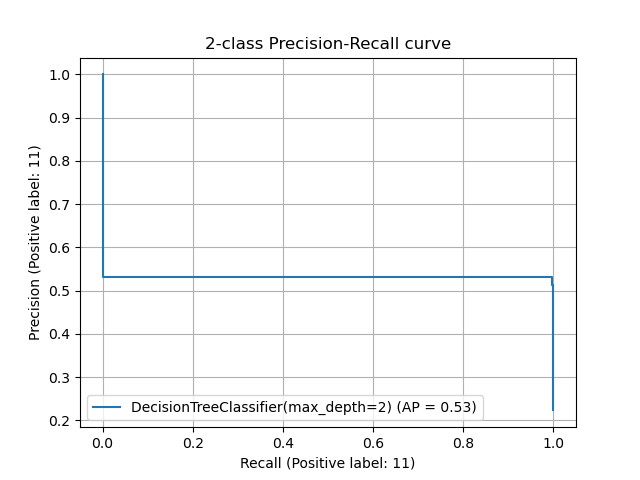 2-class Precision-Recall curve
Precision (Positive label: 11)
1.0
0.9
0.8
0.7
0.6
0.5
0.4
0.3
0.2
DecisionTreeClassifier(max_depth=2) (AP = 0.53)
0.0 0.2 0.4 0.6 0.8 1.0
Recall (Positive label: 11)